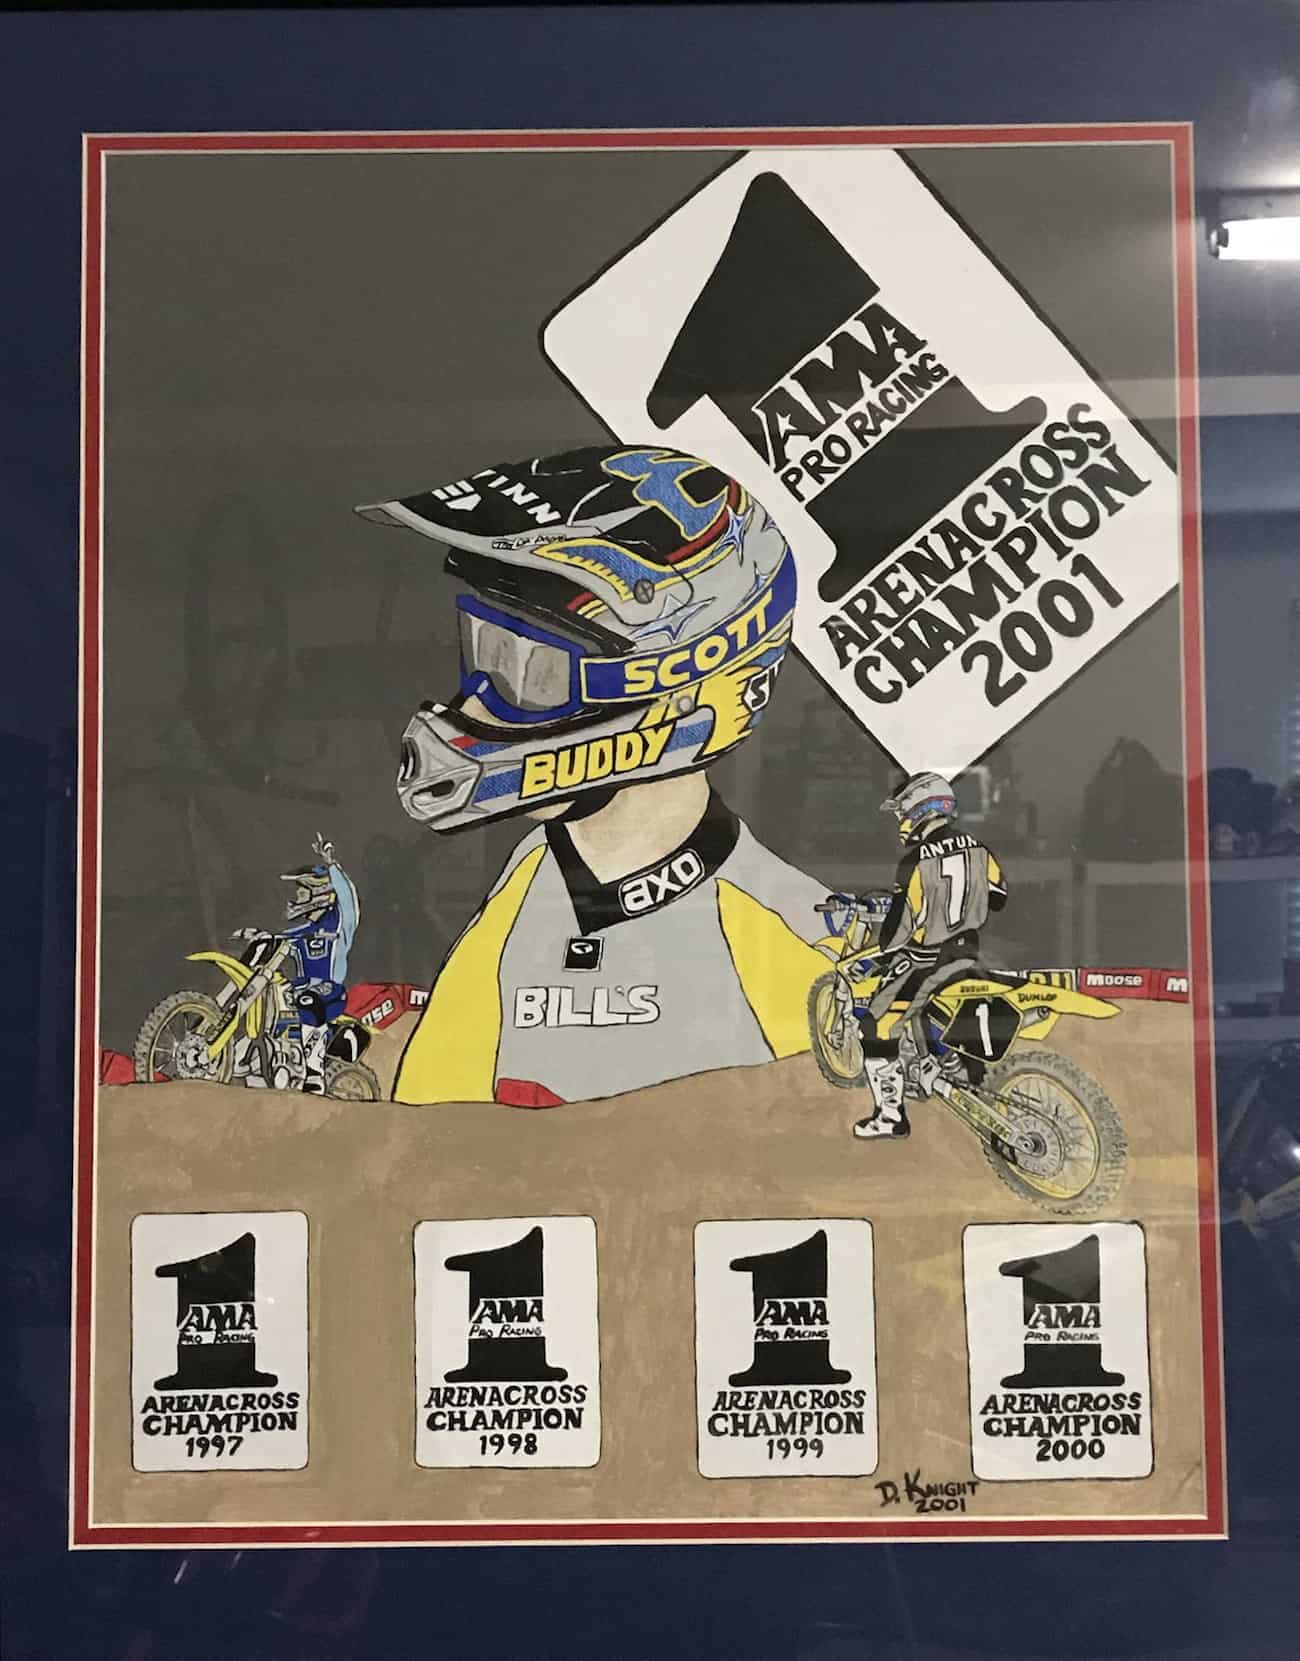 AMA
PRO RACING
ARENACROSS
CHAMPION
2001
SCOTT
BUDDY
axo
BILL'S
ANTUN
1
1
1
1
SUZUKI
DUNLOP
MOOSE
M
AMA
PRO RACING
ARENACROSS
CHAMPION
1997
AMA
PRO RACING
ARENACROSS
CHAMPION
1998
AMA
PRO RACING
ARENACROSS
CHAMPION
1999
AMA
PRO RACING
ARENACROSS
CHAMPION
2000
D. KNIGHT
2001